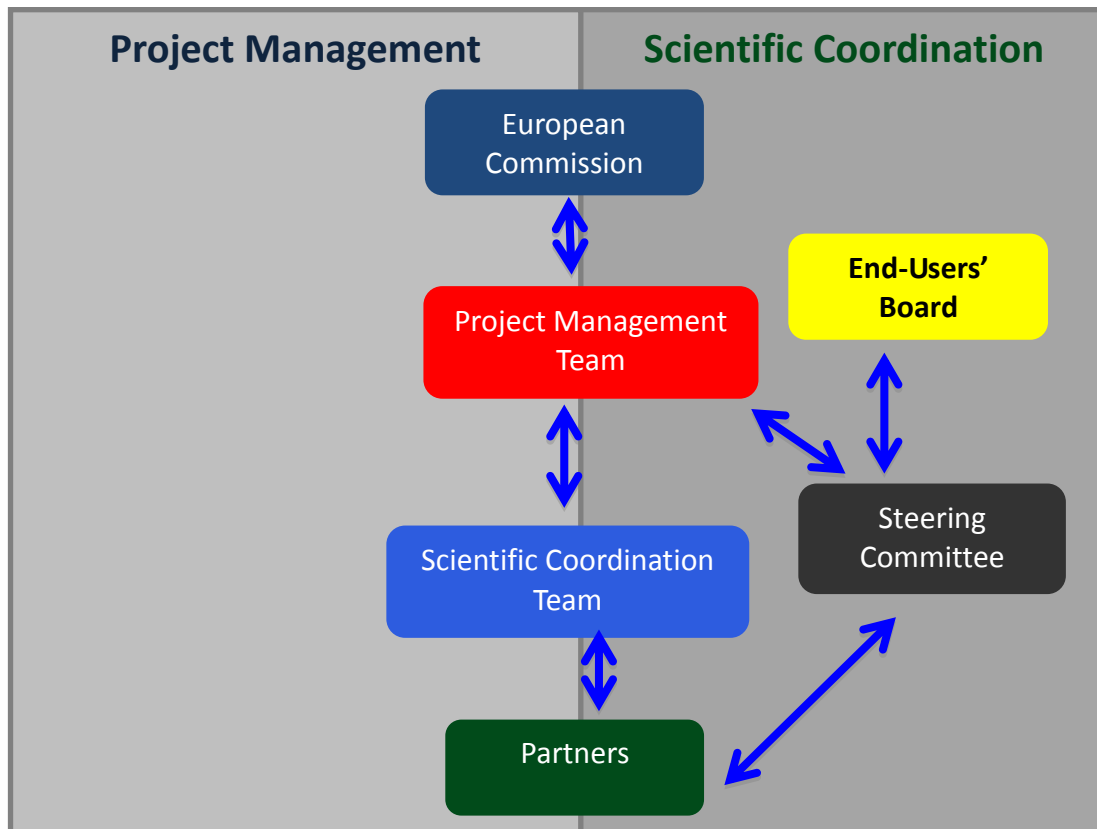 Project Management
Scientific Coordination
European
Commission
End-Users’
Board
Project Management
Team
Steering
Committee
Scientific Coordination
Team
Partners